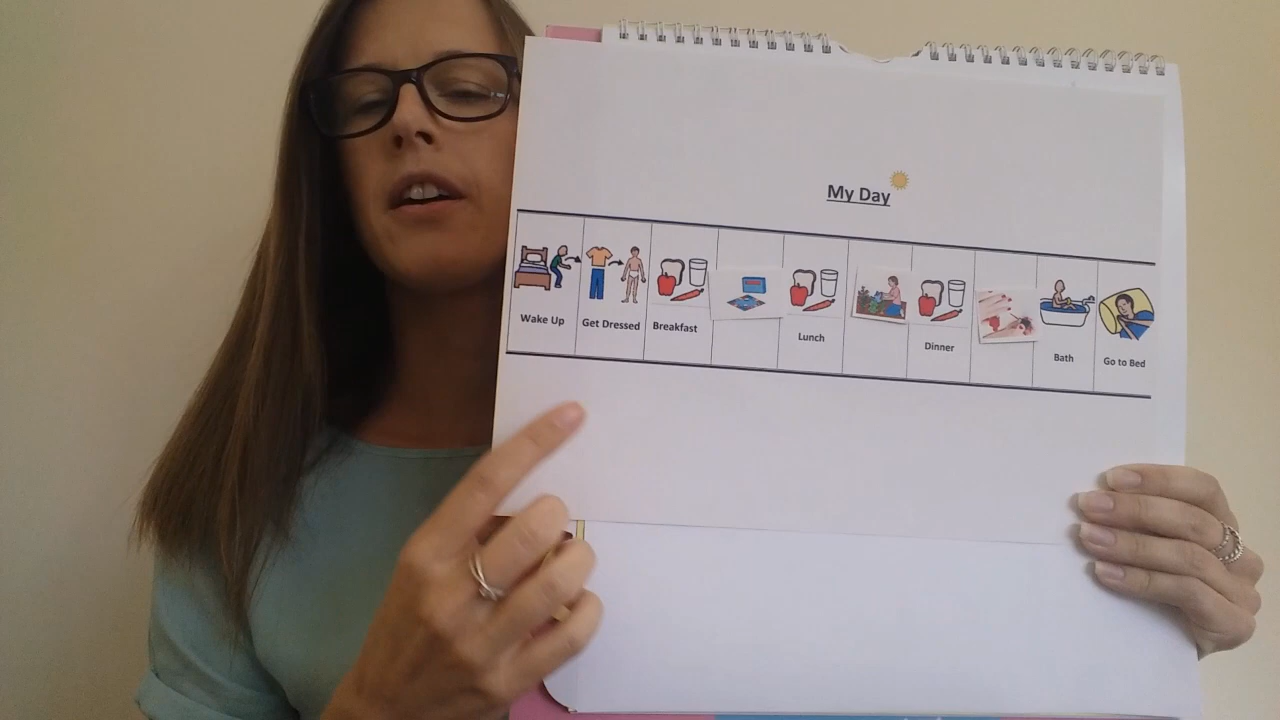 My Day
Wake Up
Get Dressed
Breakfast
Lunch
Dinner
Bath
Go to Bed